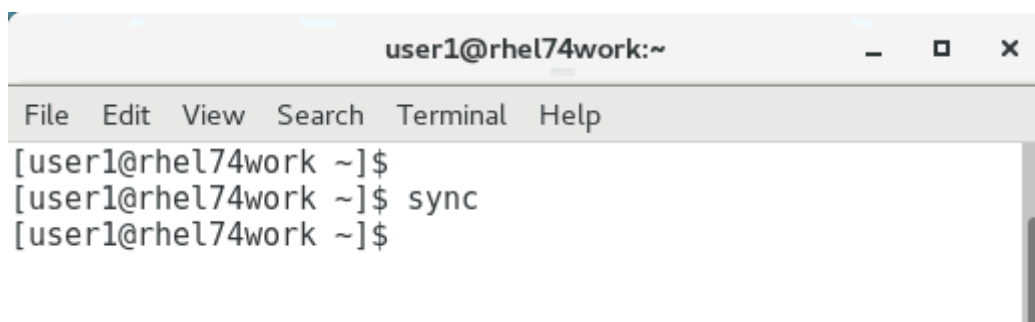 user1@rhel74work:~
File Edit View Search Terminal Help
[user1@rhel74work ~]$
[user1@rhel74work ~]$ sync
[user1@rhel74work ~]$